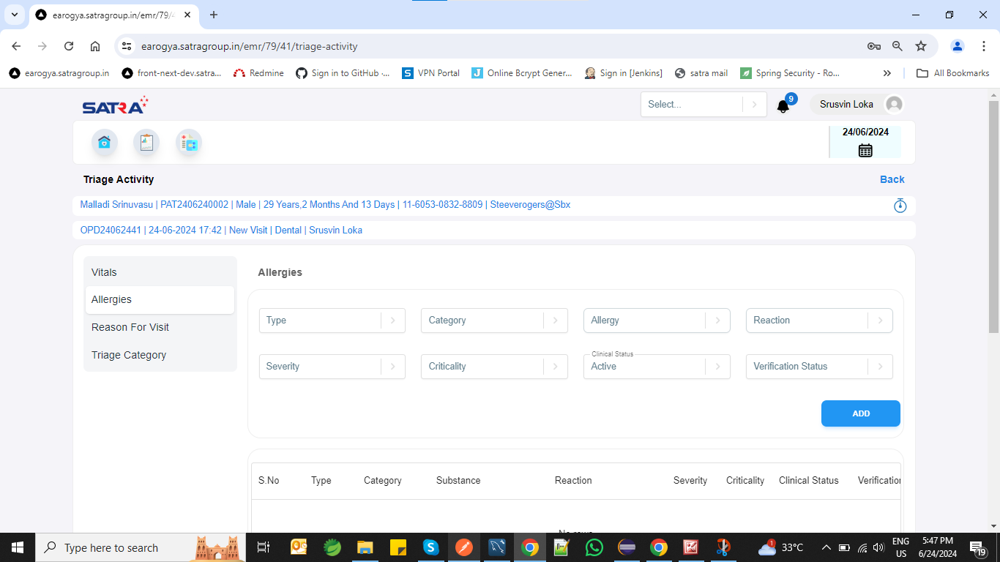 earogya.satragroup.in/emr/79/4
earogya.satragroup.in/emr/79/41/triage-activity
earogya.satragroup.in
front-next-dev.satra...
Redmine
Sign in to GitHub ·...
VPN Portal
Online Bcrypt Gener...
Sign in [Jenkins]
satra mail
Spring Security - Ro...
All Bookmarks
SATRA
Select...
9
Srusvin Loka
24/06/2024
Triage Activity
Back
Malladi Srinuvasu | PAT2406240002 | Male | 29 Years,2 Months And 13 Days | 11-6053-0832-8809 | Steeverogers@Sbx
OPD24062441 | 24-06-2024 17:42 | New Visit | Dental | Srusvin Loka
Vitals
Allergies
Reason For Visit
Triage Category
Allergies
Type
Category
Allergy
Reaction
Severity
Criticality
Clinical Status
Active
Verification Status
ADD
S.No Type Category Substance Reaction Severity Criticality Clinical Status Verification
No rows
Type here to search
1
33°C
ENG
US
5:47 PM
6/24/2024
19